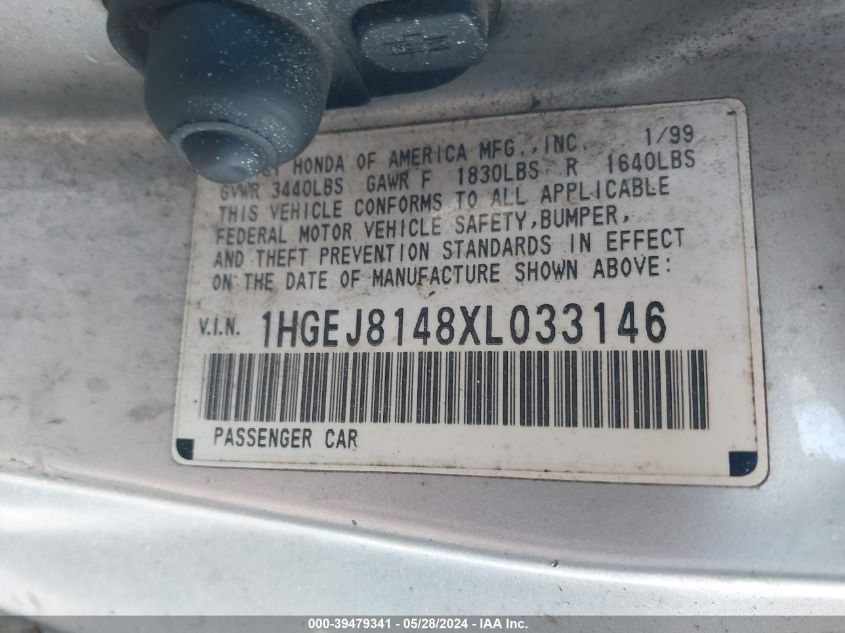 HONDA OF AMERICA MFG.,INC. 1/99
GVWR 3440LBS GAWR F 1830LBS R 1640LBS
THIS VEHICLE CONFORMS TO ALL APPLICABLE
FEDERAL MOTOR VEHICLE SAFETY,BUMPER,
AND THEFT PREVENTION STANDARDS IN EFFECT
ON THE DATE OF MANUFACTURE SHOWN ABOVE:
V.I.N. 1HGEJ8148XL033146
PASSENGER CAR
000-39479341 | 05/28/2024 - IAA Inc.